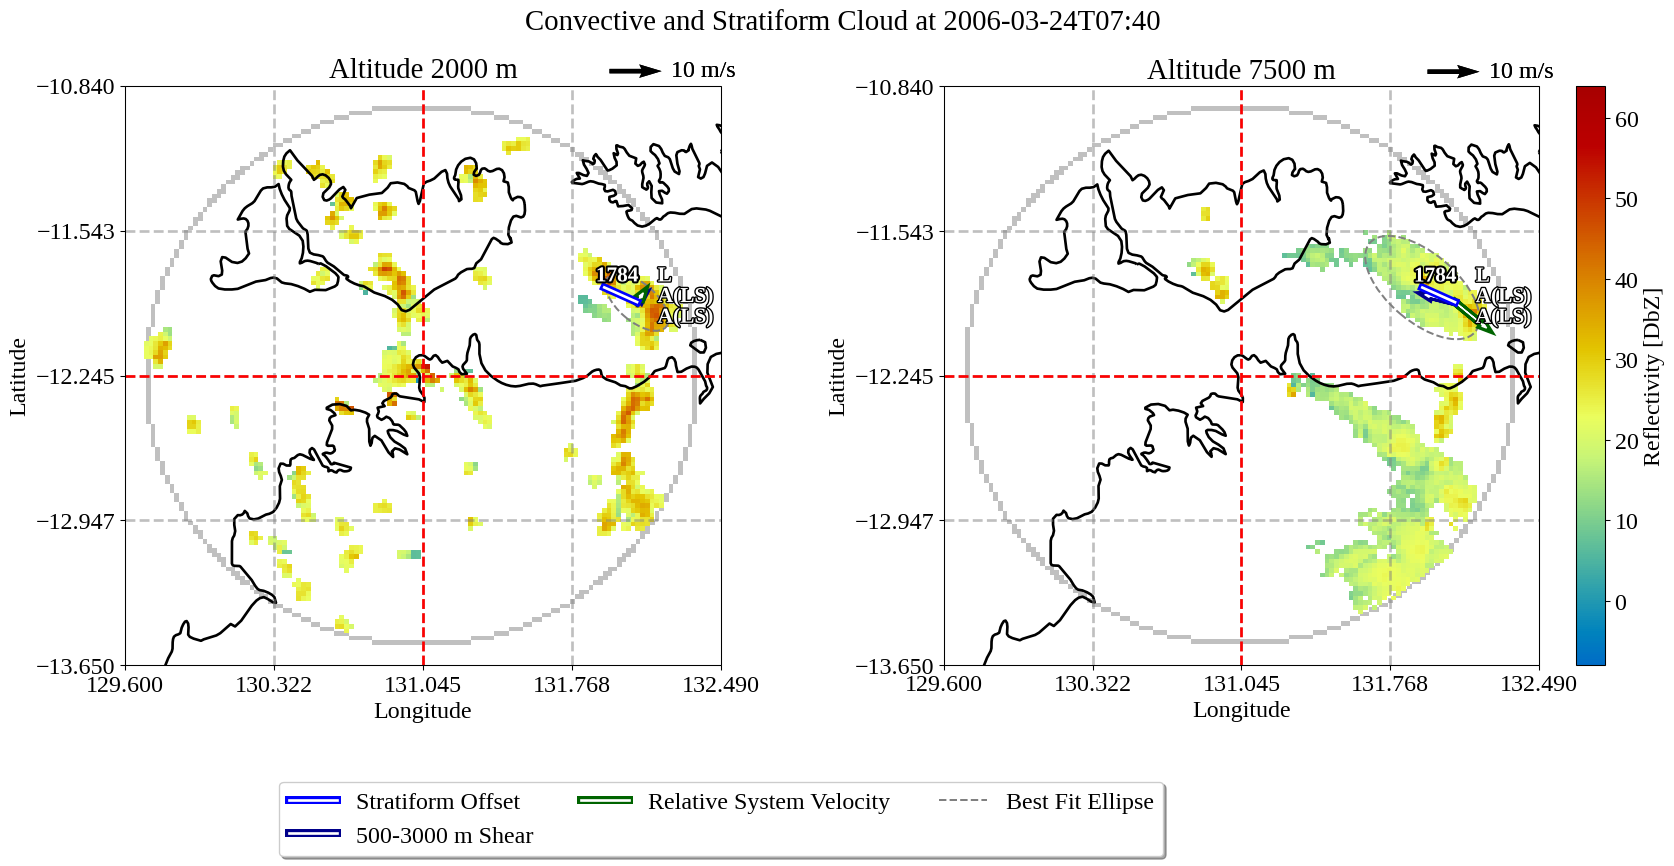 Convective and Stratiform Cloud at 2006-03-24T07:40
Altitude 2000 m
10 m/s
−10.840
−11.543
−12.245
−12.947
−13.650
129.600
130.322
131.045
131.768
132.490
Latitude
Longitude
1784
L
A(LS)
A(LS)
Altitude 7500 m
10 m/s
−10.840
−11.543
−12.245
−12.947
−13.650
129.600
130.322
131.045
131.768
132.490
Latitude
Longitude
1784
L
A(LS)
A(LS)
60
50
40
30
20
10
0
Reflectivity [DbZ]
Stratiform Offset
500-3000 m Shear
Relative System Velocity
Best Fit Ellipse